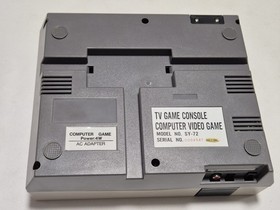 COMPUTER GAME
Power:4W
AC ADAPTER
TV GAME CONSOLE
COMPUTER VIDEO GAME
MODEL NO. SY-72
SERIAL NO.